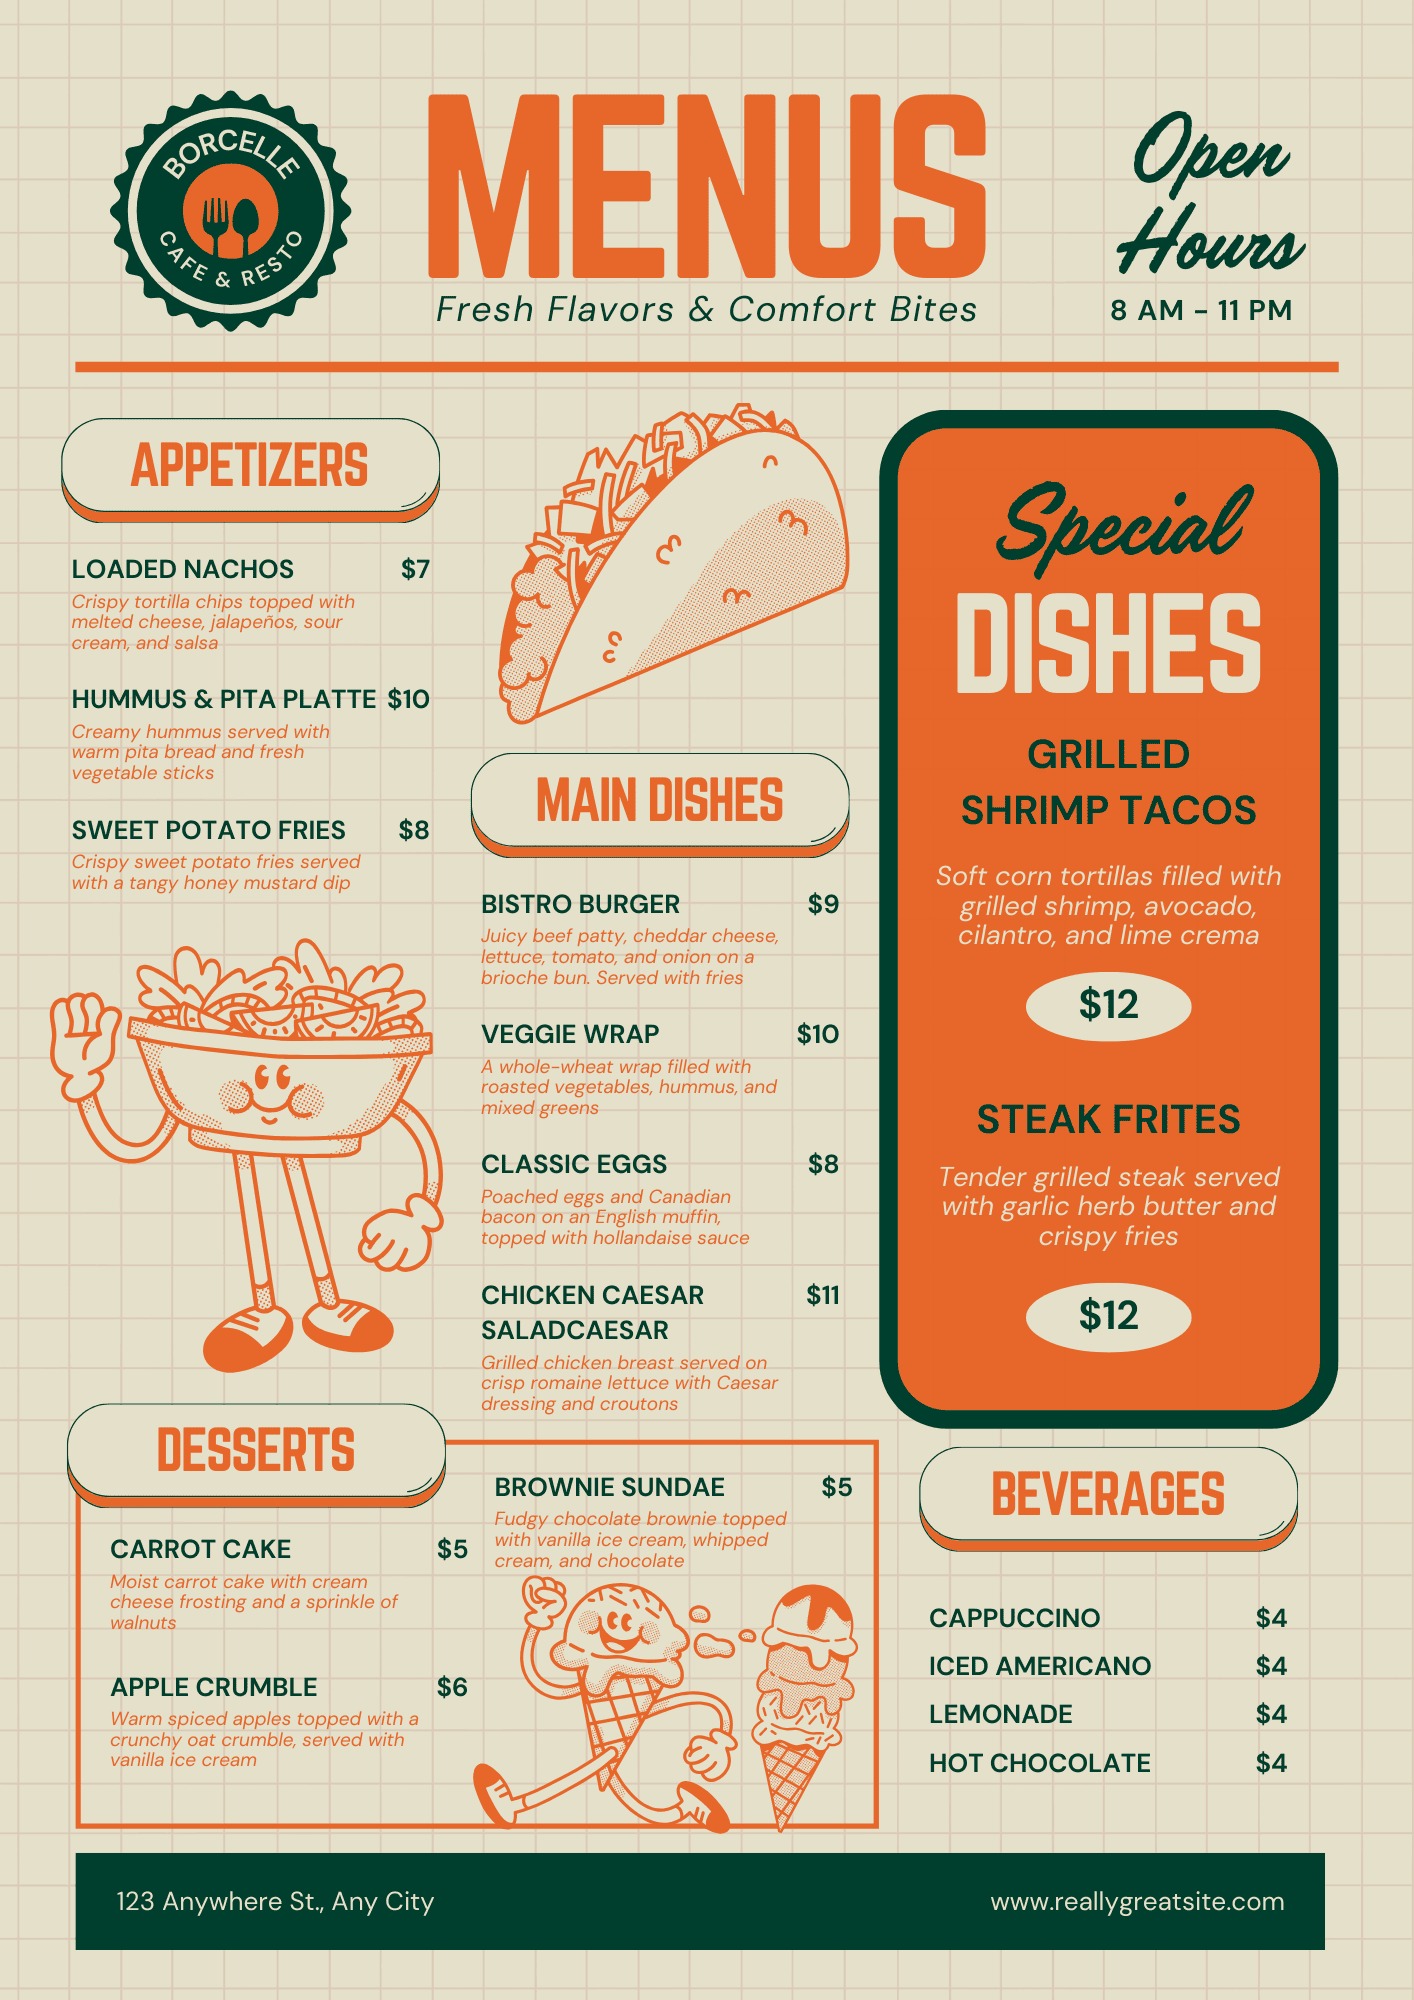 BORCELLE
CAFE & RESTO
MENUS
Fresh Flavors & Comfort Bites
Open
Hours
8 AM - 11 PM
APPETIZERS
LOADED NACHOS $7
Crispy tortilla chips topped with
melted cheese, jalapeños, sour
cream, and salsa
HUMMUS & PITA PLATTE $10
Creamy hummus served with
warm pita bread and fresh
vegetable sticks
SWEET POTATO FRIES $8
Crispy sweet potato fries served
with a tangy honey mustard dip
MAIN DISHES
BISTRO BURGER $9
Juicy beef patty, cheddar cheese,
lettuce, tomato, and onion on a
brioche bun. Served with fries
VEGGIE WRAP $10
A whole-wheat wrap filled with
roasted vegetables, hummus, and
mixed greens
CLASSIC EGGS $8
Poached eggs and Canadian
bacon on an English muffin,
topped with hollandaise sauce
CHICKEN CAESAR $11
SALADCAESAR
Grilled chicken breast served on
crisp romaine lettuce with Caesar
dressing and croutons
Special
DISHES
GRILLED
SHRIMP TACOS
Soft corn tortillas filled with
grilled shrimp, avocado,
cilantro, and lime crema
$12
STEAK FRITES
Tender grilled steak served
with garlic herb butter and
crispy fries
$12
DESSERTS
CARROT CAKE $5
Moist carrot cake with cream
cheese frosting and a sprinkle of
walnuts
APPLE CRUMBLE $6
Warm spiced apples topped with a
crunchy oat crumble, served with
vanilla ice cream
BROWNIE SUNDAE $5
Fudgy chocolate brownie topped
with vanilla ice cream, whipped
cream, and chocolate
BEVERAGES
CAPPUCCINO $4
ICED AMERICANO $4
LEMONADE $4
HOT CHOCOLATE $4
123 Anywhere St., Any City
www.reallygreatsite.com